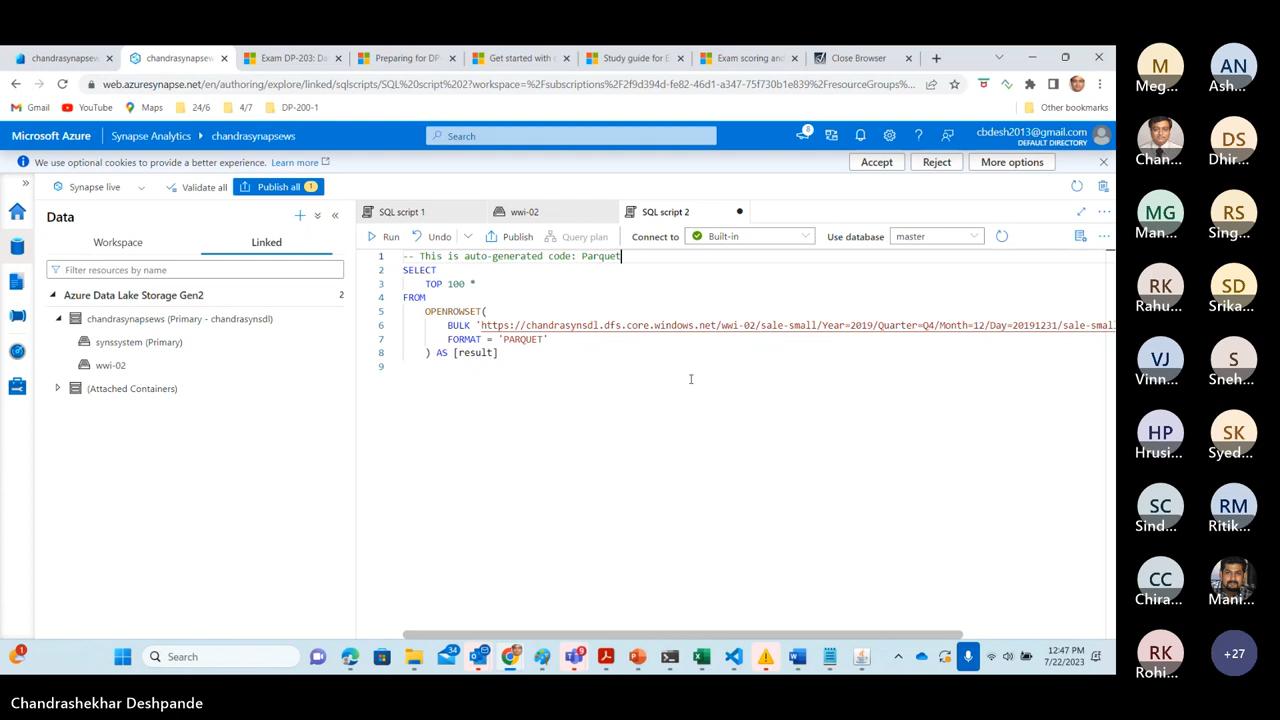 chandrasynapsew
chandrasynapsew
Exam DP-203: Da
Preparing for DP
Get started with c
Study guide for E
Exam scoring and
Close Browser
web.azuresynapse.net/en/authoring/explore/linked/sqlscripts/SQL%20script%202?workspace=%2Fsubscriptions%2F2f9d394d-fe82-46d1-a347-75f730b1e839%2FresourceGroups%2F...
Gmail
YouTube
Maps
24/6
4/7
DP-200-1
Other bookmarks
Microsoft Azure
Synapse Analytics
chandrasynapsews
Search
8
cbdesh2013@gmail.com
DEFAULT DIRECTORY
We use optional cookies to provide a better experience. Learn more
Accept
Reject
More options
Synapse live
Validate all
Publish all 1
Data
Workspace
Linked
Filter resources by name
Azure Data Lake Storage Gen2 2
chandrasynapsews (Primary - chandrasynsdl)
synssystem (Primary)
wwi-02
(Attached Containers)
SQL script 1
wwi-02
SQL script 2
Run
Undo
Publish
Query plan
Connect to
Built-in
Use database
master
1 -- This is auto-generated code: Parquet
2 SELECT
3 TOP 100 *
4 FROM
5 OPENROWSET(
6 BULK 'https://chandrasynsdl.dfs.core.windows.net/wwi-02/sale-small/Year=2019/Quarter=Q4/Month=12/Day=20191231/sale-smal
7 FORMAT = 'PARQUET'
8 ) AS [result]
9
1
Search
34
9
12:47 PM
7/22/2023
M
Meg...
AN
Ash...
Chan...
DS
Dhir...
MG
Man...
RS
Sing...
RK
Rahu...
SD
Srika...
VJ
Vinn...
S
Sneh...
HP
Hrusi...
SK
Syed...
SC
Sind...
RM
Ritik...
CC
Chira...
Mani...
RK
Rohi...
+27
Chandrashekhar Deshpande